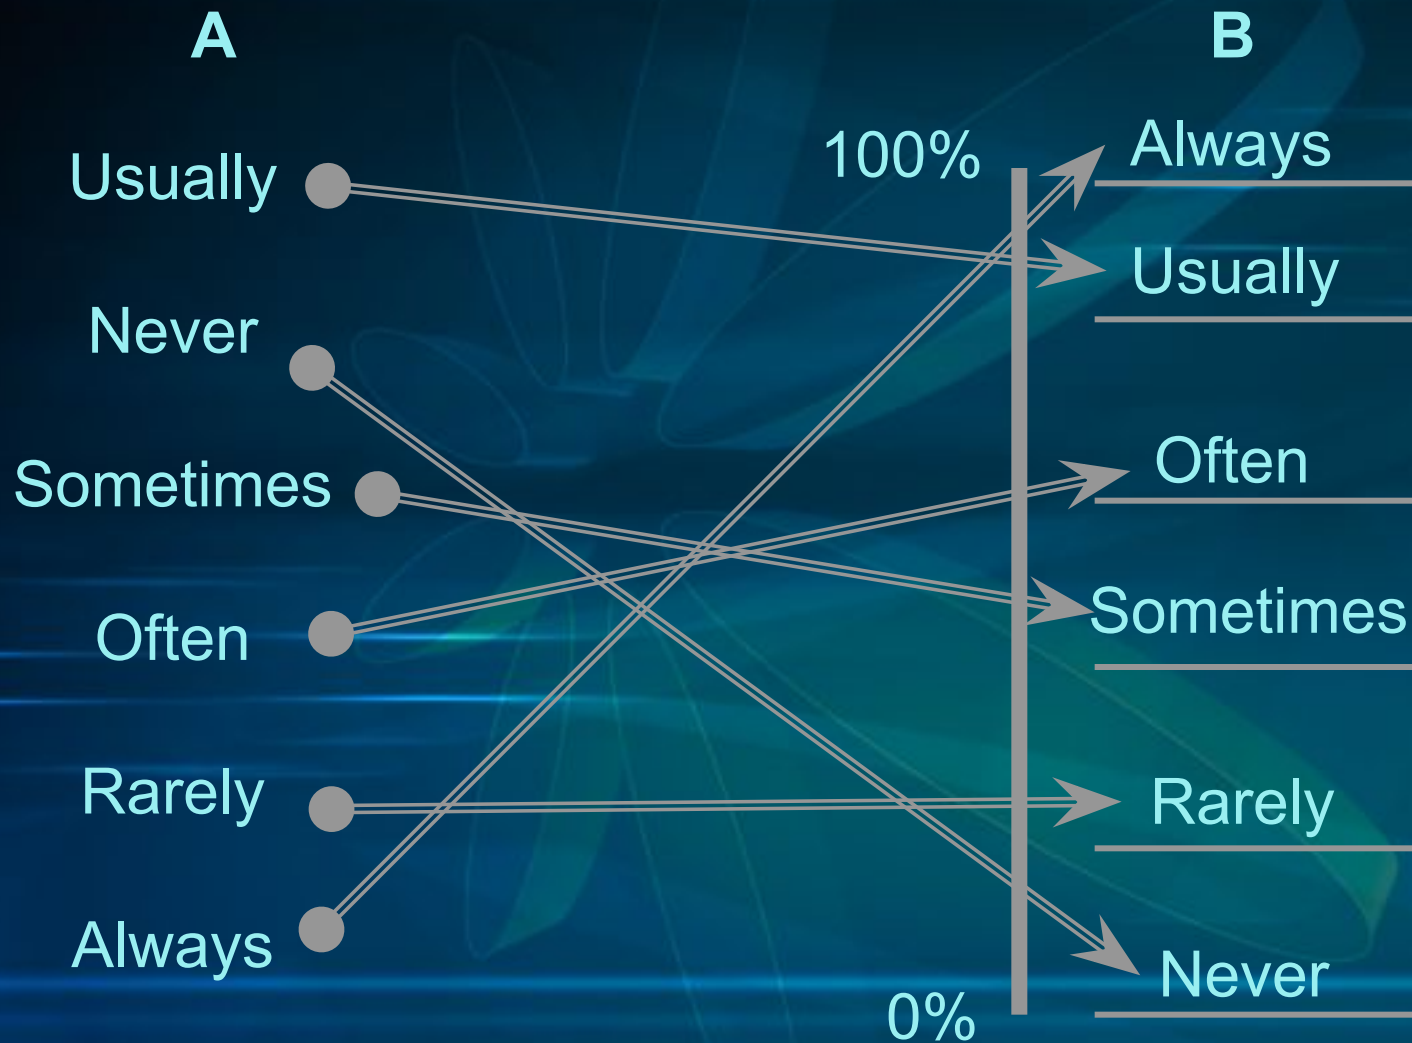 A
B
Usually
Never
Sometimes
Often
Rarely
Always
100%
0%
Always
Usually
Often
Sometimes
Rarely
Never